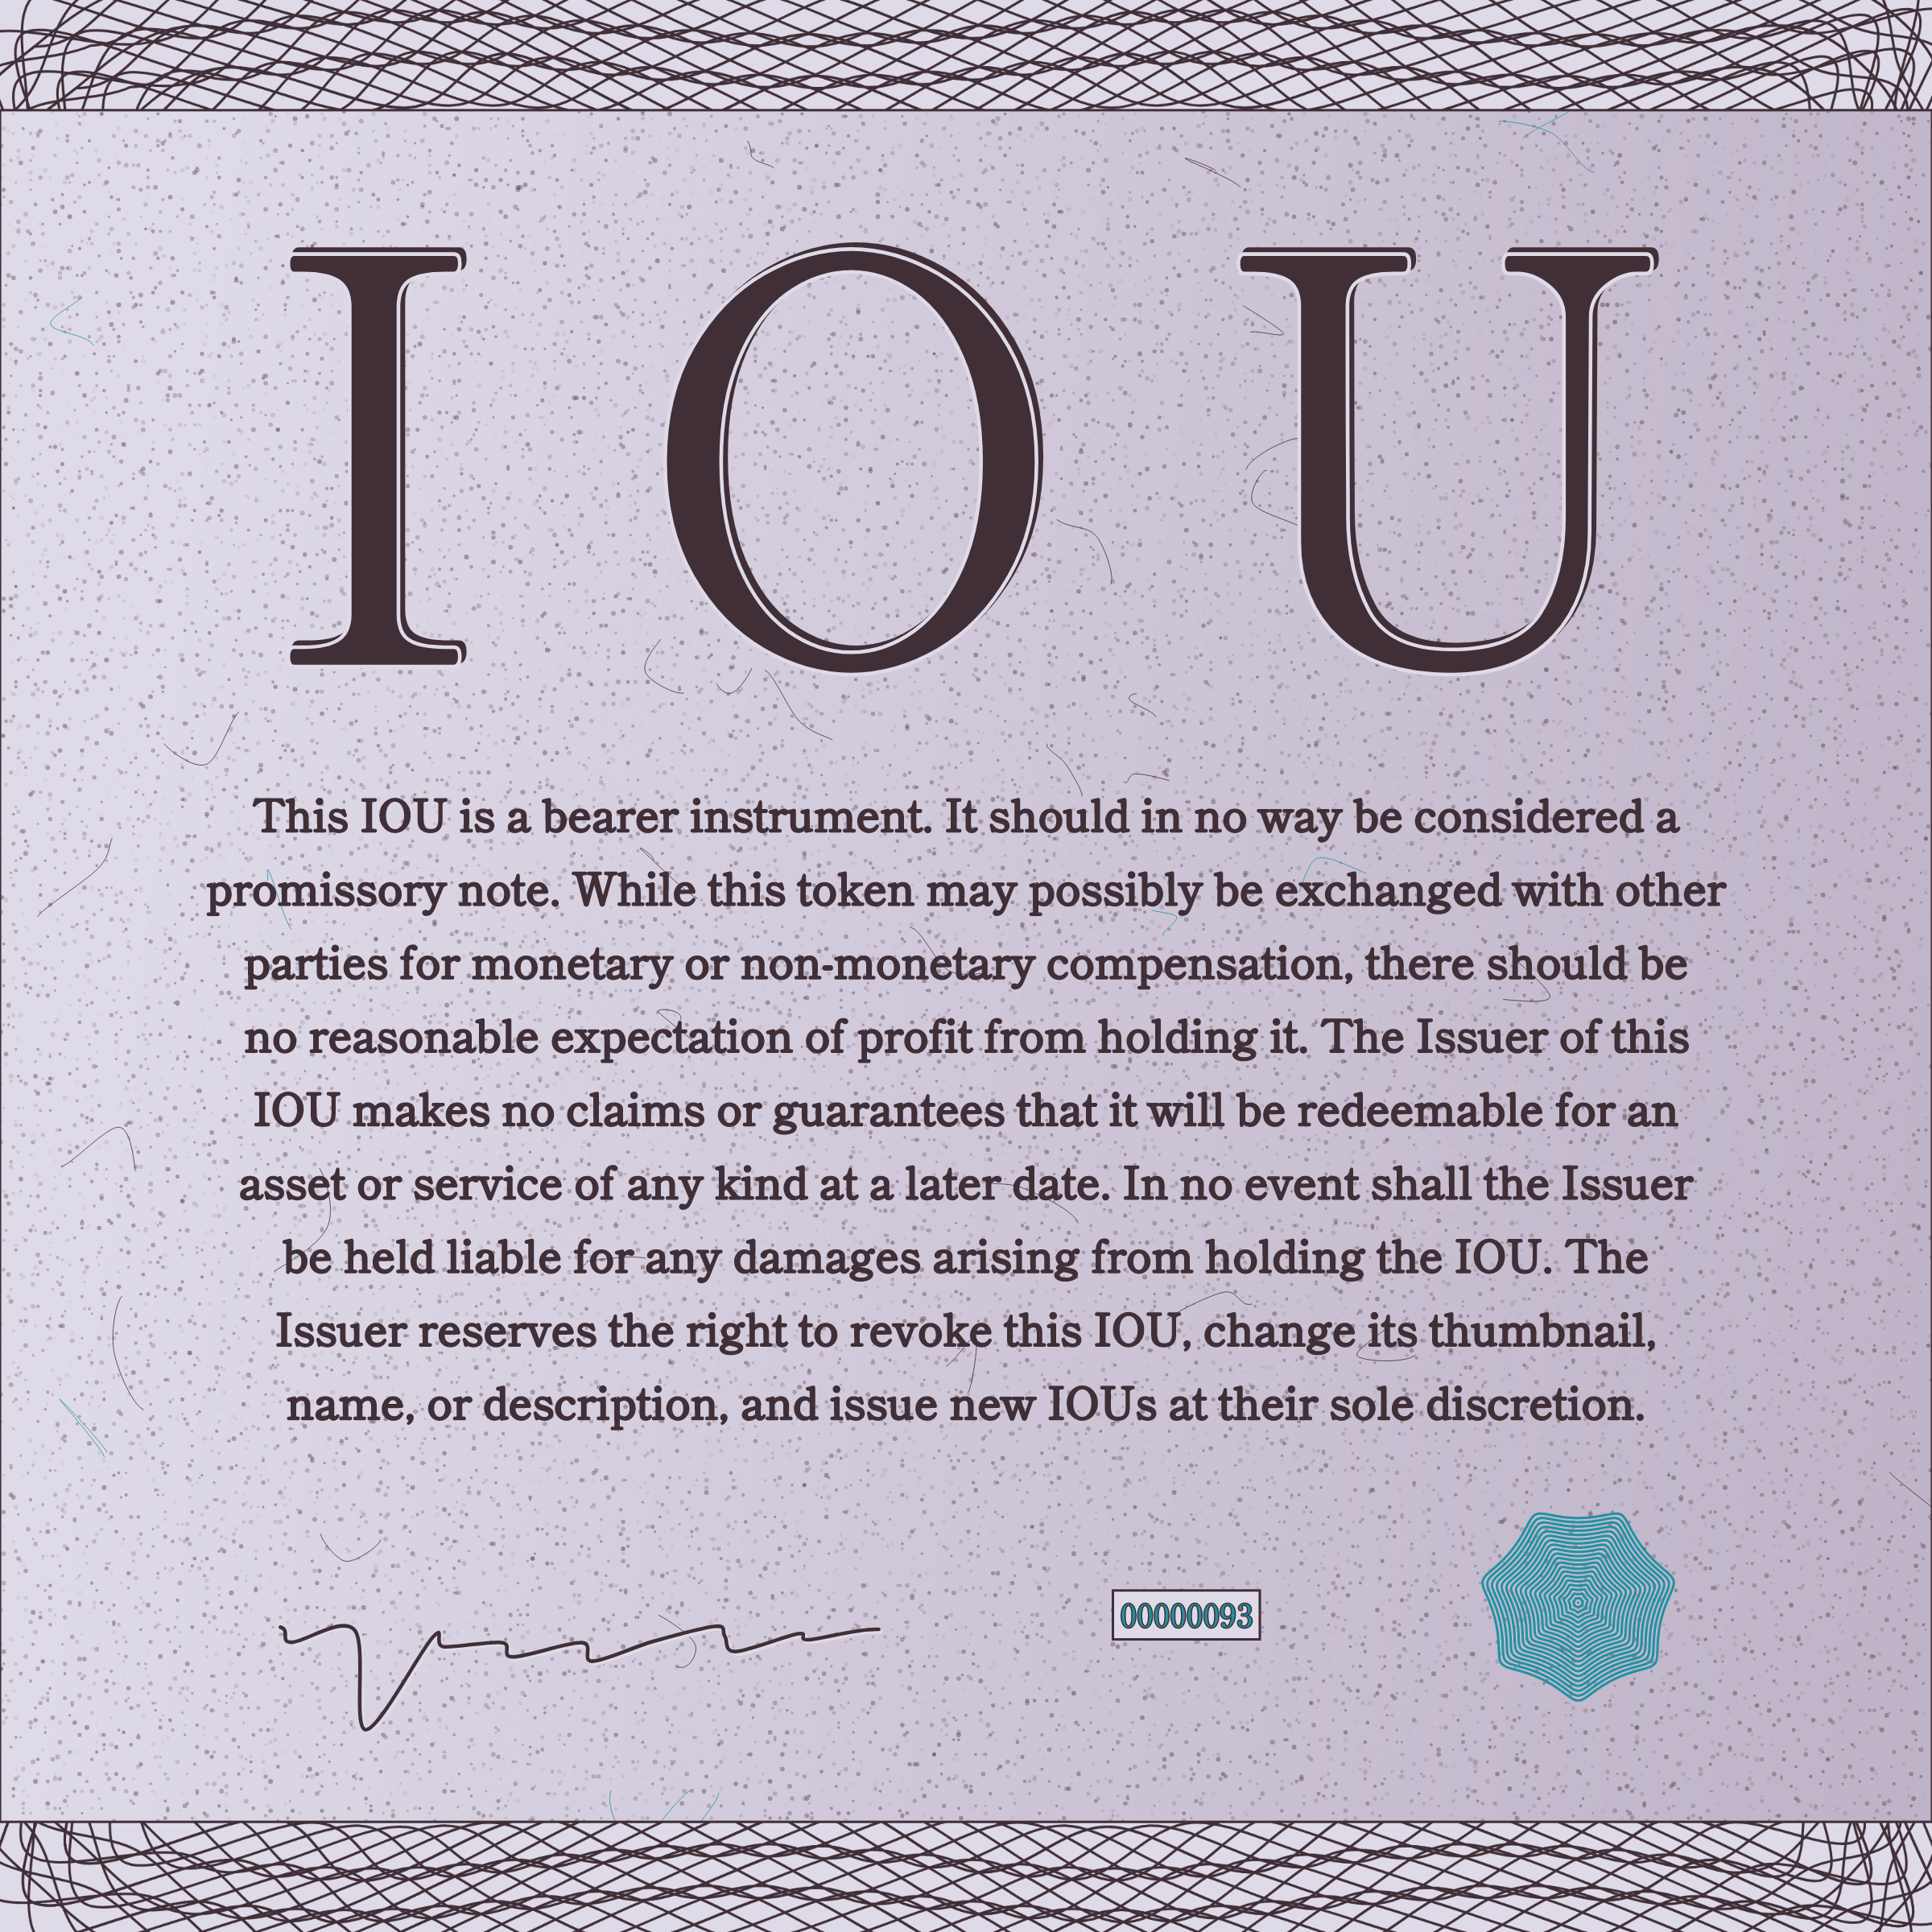 I O U
This IOU is a bearer instrument. It should in no way be considered a
promissory note. While this token may possibly be exchanged with other
parties for monetary or non-monetary compensation, there should be
no reasonable expectation of profit from holding it. The Issuer of this
IOU makes no claims or guarantees that it will be redeemable for an
asset or service of any kind at a later date. In no event shall the Issuer
be held liable for any damages arising from holding the IOU. The
Issuer reserves the right to revoke this IOU, change its thumbnail,
name, or description, and issue new IOUs at their sole discretion.
00000093